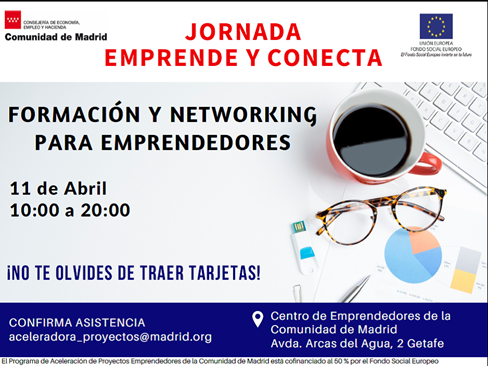 CONSEJERÍA DE ECONOMÍA,
EMPLEO Y HACIENDA
Comunidad de Madrid
JORNADA
EMPRENDE Y CONECTA
UNIÓN EUROPEA
FONDO SOCIAL EUROPEO
El Fondo Social Europeo invierte en tu futuro
FORMACIÓN Y NETWORKING
PARA EMPRENDEDORES
11 de Abril
10:00 a 20:00
¡NO TE OLVIDES DE TRAER TARJETAS!
CONFIRMA ASISTENCIA
aceleradora_proyectos@madrid.org
Centro de Emprendedores de la
Comunidad de Madrid
Avda. Arcas del Agua, 2 Getafe
El Programa de Aceleración de Proyectos Emprendedores de la Comunidad de Madrid está cofinanciado al 50 % por el Fondo Social Europeo